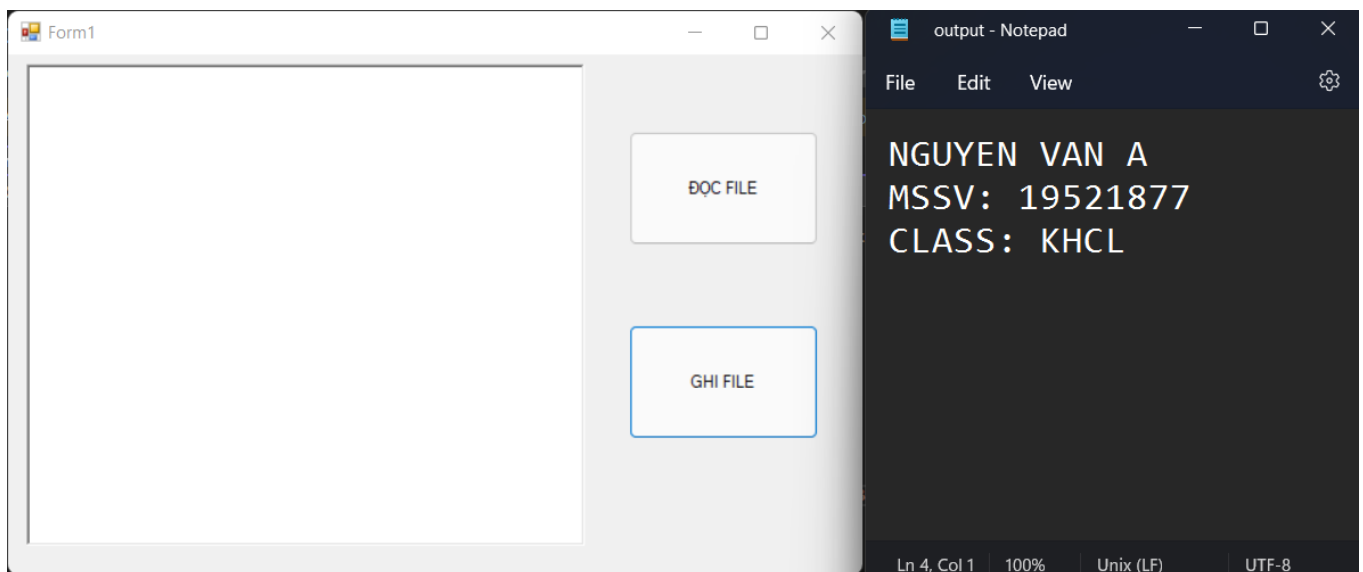 Form1
ĐỌC FILE
GHI FILE
output - Notepad
File Edit View
NGUYEN VAN A
MSSV: 19521877
CLASS: KHCL
Ln 4, Col 1 100% Unix (LF) UTF-8